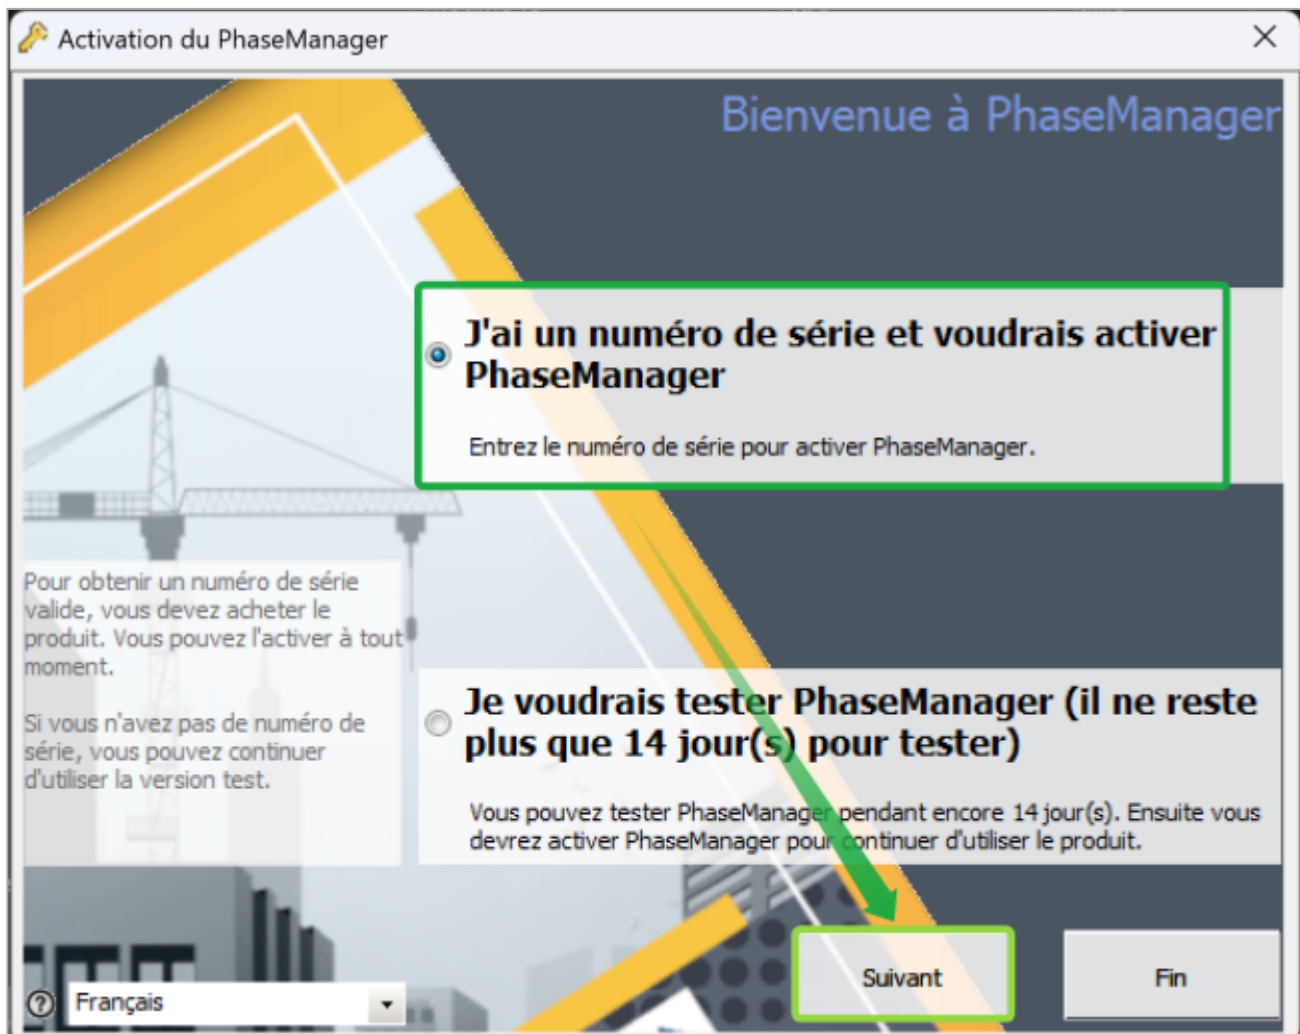 Activation du PhaseManager
Bienvenue à PhaseManager
J'ai un numéro de série et voudrais activer
PhaseManager
Entrez le numéro de série pour activer PhaseManager.
Pour obtenir un numéro de série
valide, vous devez acheter le
produit. Vous pouvez l'activer à tout
moment.
Si vous n'avez pas de numéro de
série, vous pouvez continuer
d'utiliser la version test.
Je voudrais tester PhaseManager (il ne reste
plus que 14 jour(s) pour tester)
Vous pouvez tester PhaseManager pendant encore 14 jour(s). Ensuite vous
devrez activer PhaseManager pour continuer d'utiliser le produit.
Suivant
Fin
Français